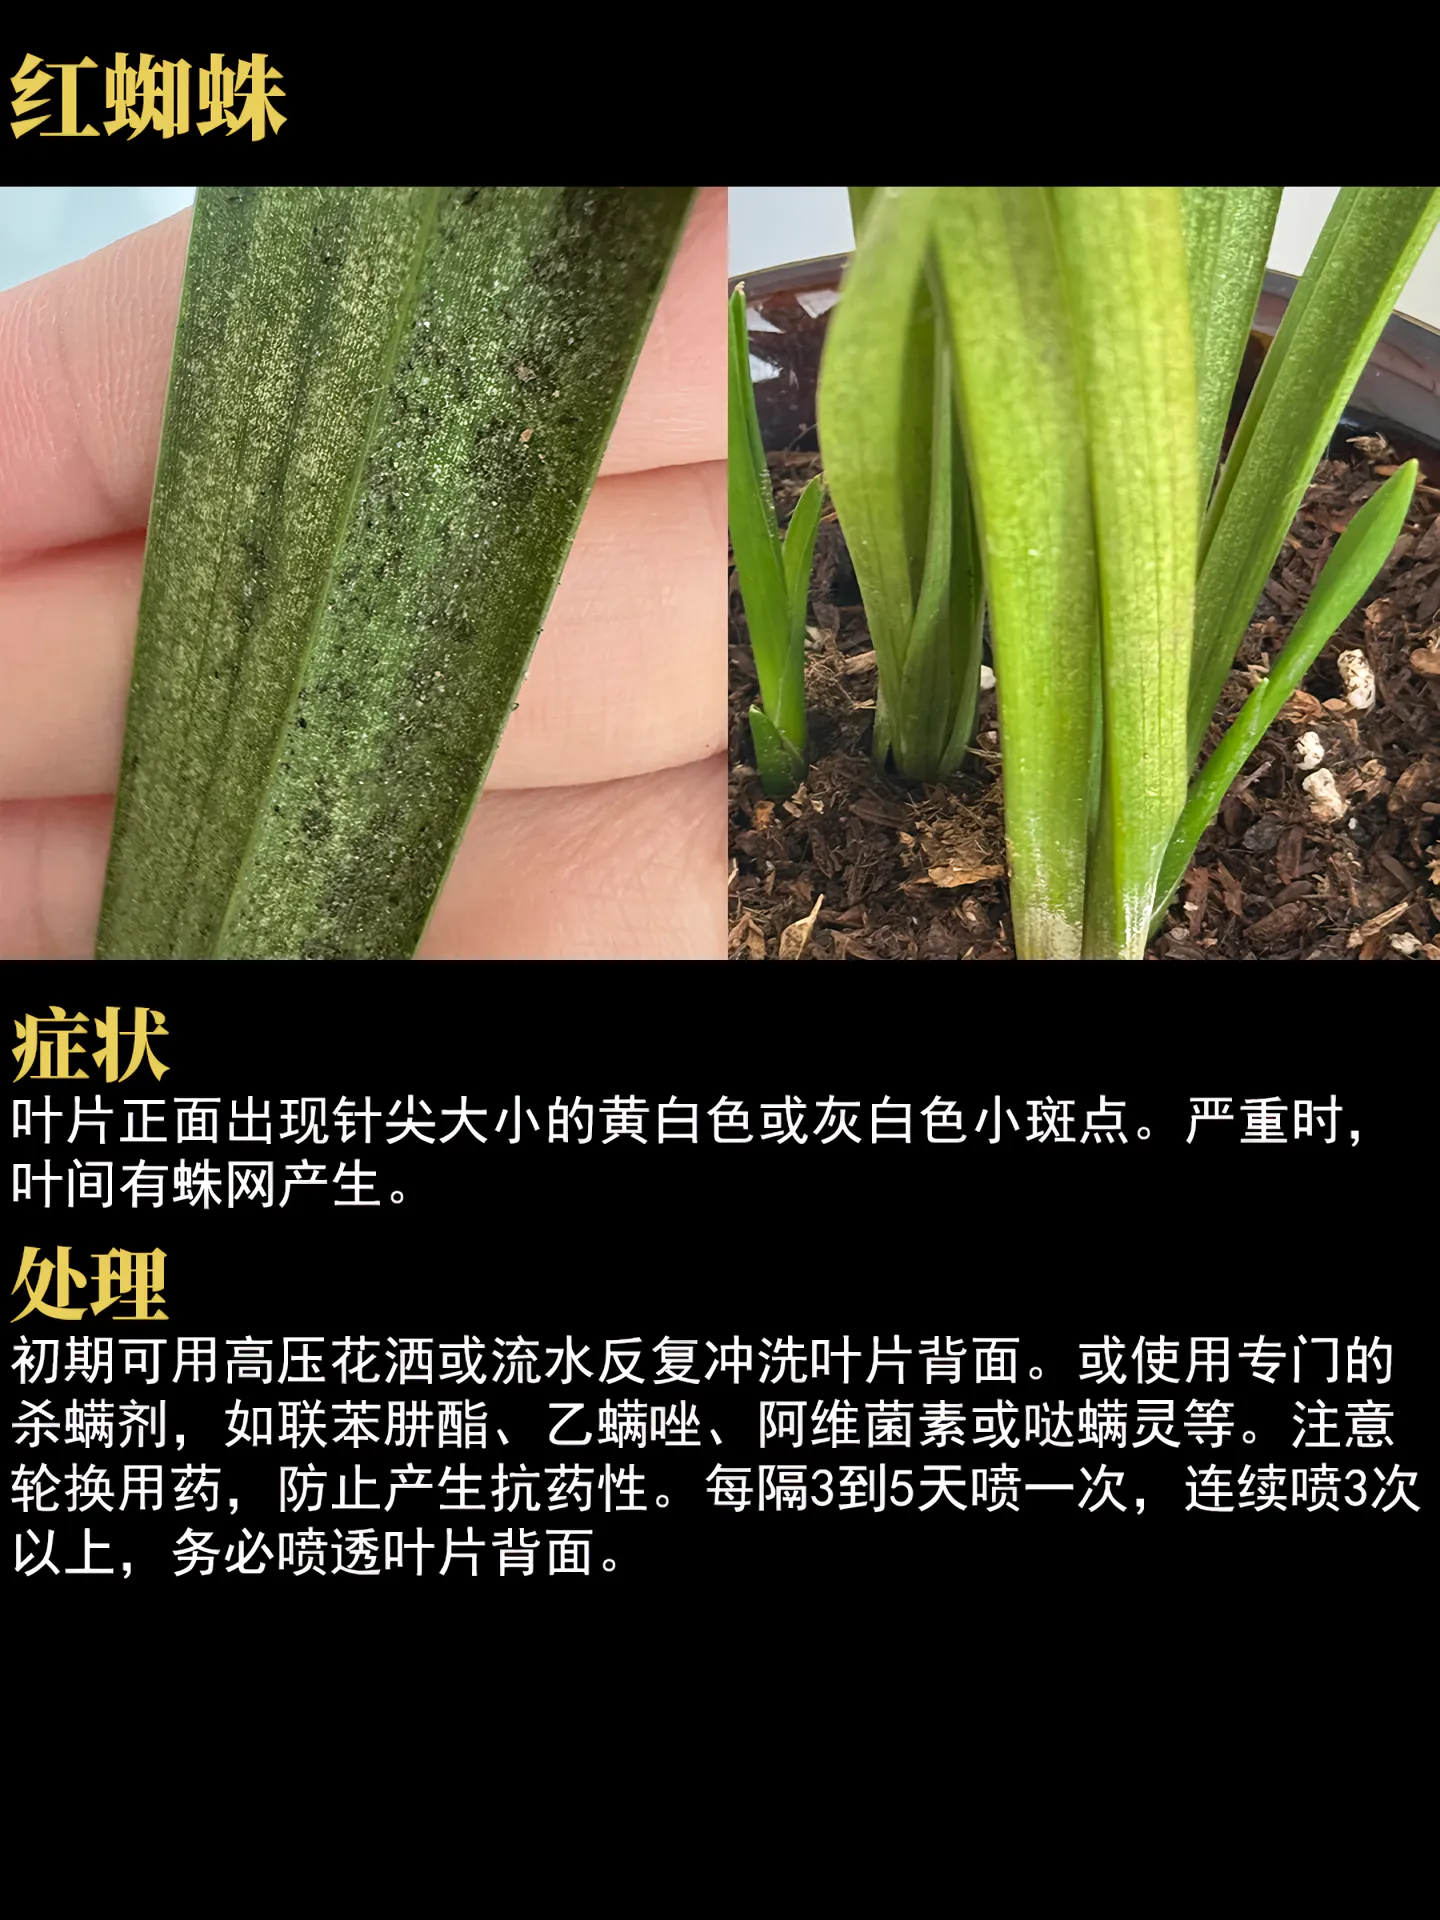 红蜘蛛
症状
叶片正面出现针尖大小的黄白色或灰白色小斑点。严重时，
叶间有蛛网产生。
处理
初期可用高压花洒或流水反复冲洗叶片背面。或使用专门的
杀螨剂，如联苯肼酯、乙螨唑、阿维菌素或哒螨灵等。注意
轮换用药，防止产生抗药性。每隔3到5天喷一次，连续喷3次
以上，务必喷透叶片背面。